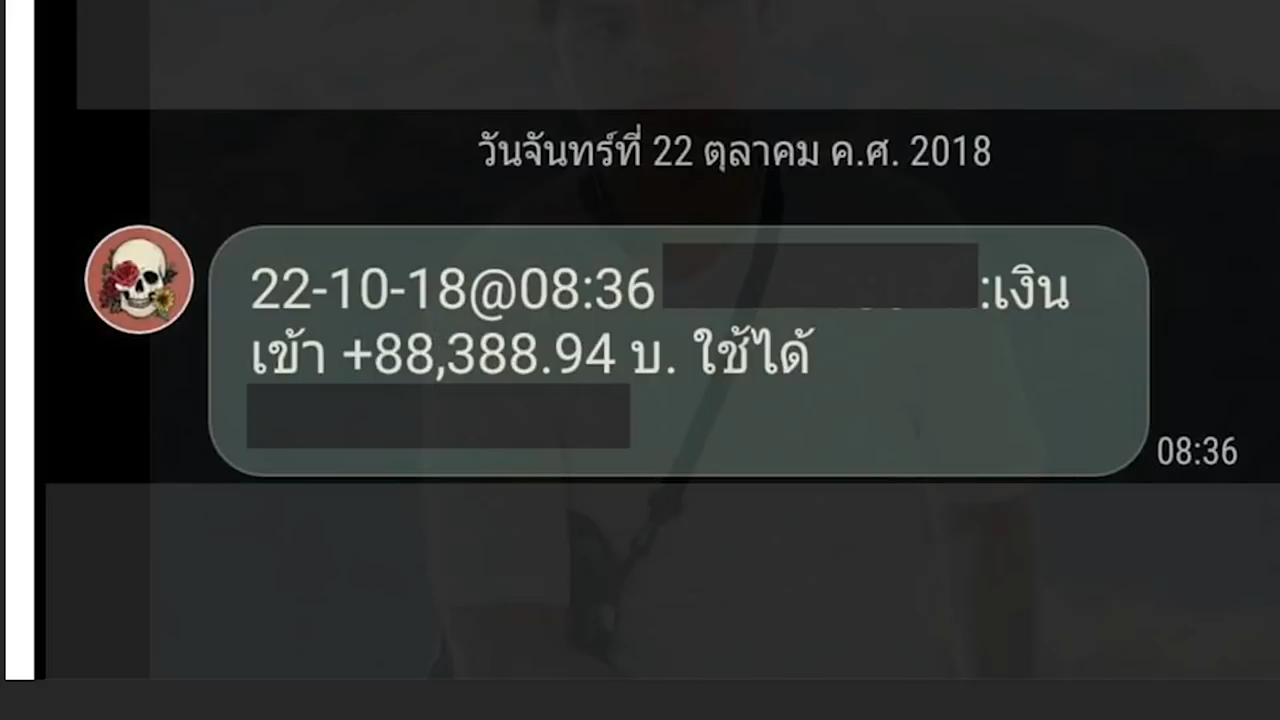 วันจันทร์ที่ 22 ตุลาคม ค.ศ. 2018
22-10-18@08:36 :เงิน
เข้า +88,388.94 บ. ใช้ได้
08:36